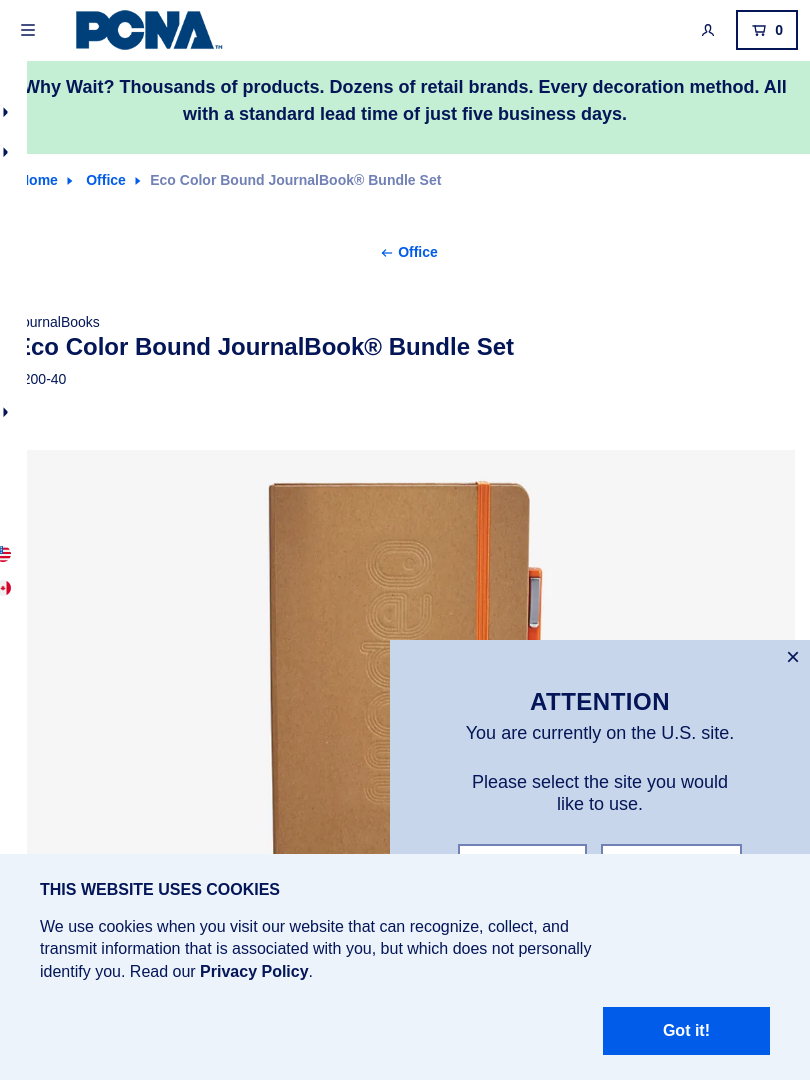 PCNA™
0
Why Wait? Thousands of products. Dozens of retail brands. Every decoration method. All
with a standard lead time of just five business days.
Home Office Eco Color Bound JournalBook® Bundle Set
← Office
JournalBooks
Eco Color Bound JournalBook® Bundle Set
200-40
×
ATTENTION
You are currently on the U.S. site.
Please select the site you would
like to use.
THIS WEBSITE USES COOKIES
We use cookies when you visit our website that can recognize, collect, and
transmit information that is associated with you, but which does not personally
identify you. Read our Privacy Policy.
Got it!